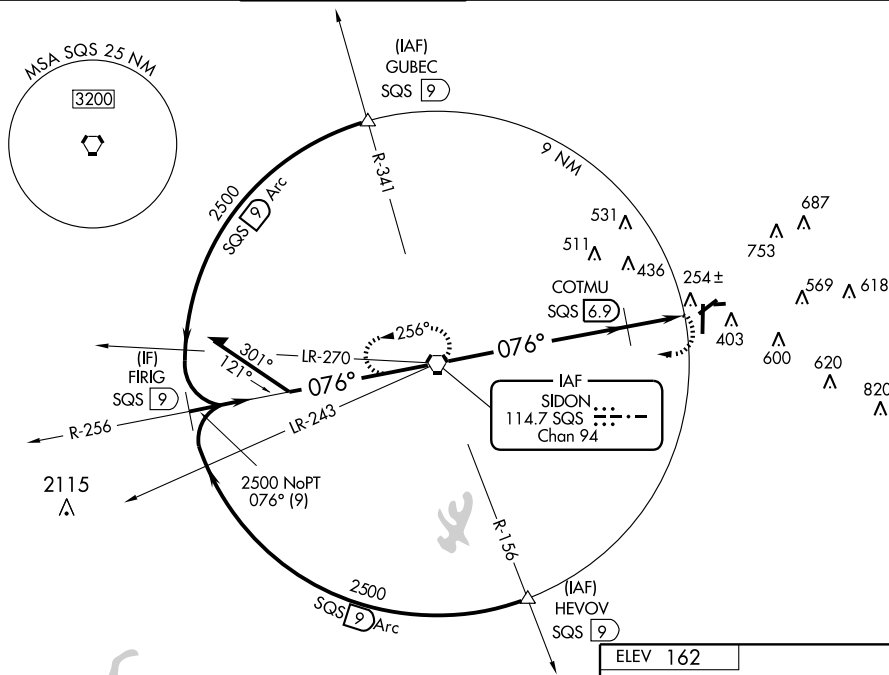 MSA SQS 25 NM
3200
(IAF)
GUBEC
SQS 9
R-341
9 NM
2500
SQS 9 Arc
531
511
436
687
753
254±
569
618
403
600
620
820
COTMU
SQS 6.9
256°
076°
301°
121°
LR-270
076°
(IF)
FIRIG
SQS 9
R-256
LR-243
IAF
SIDON
114.7 SQS
Chan 94
2115
2500 NoPT
076° (9)
R-156
2500
SQS 9 Arc
(IAF)
HEVOV
SQS 9
ELEV 162